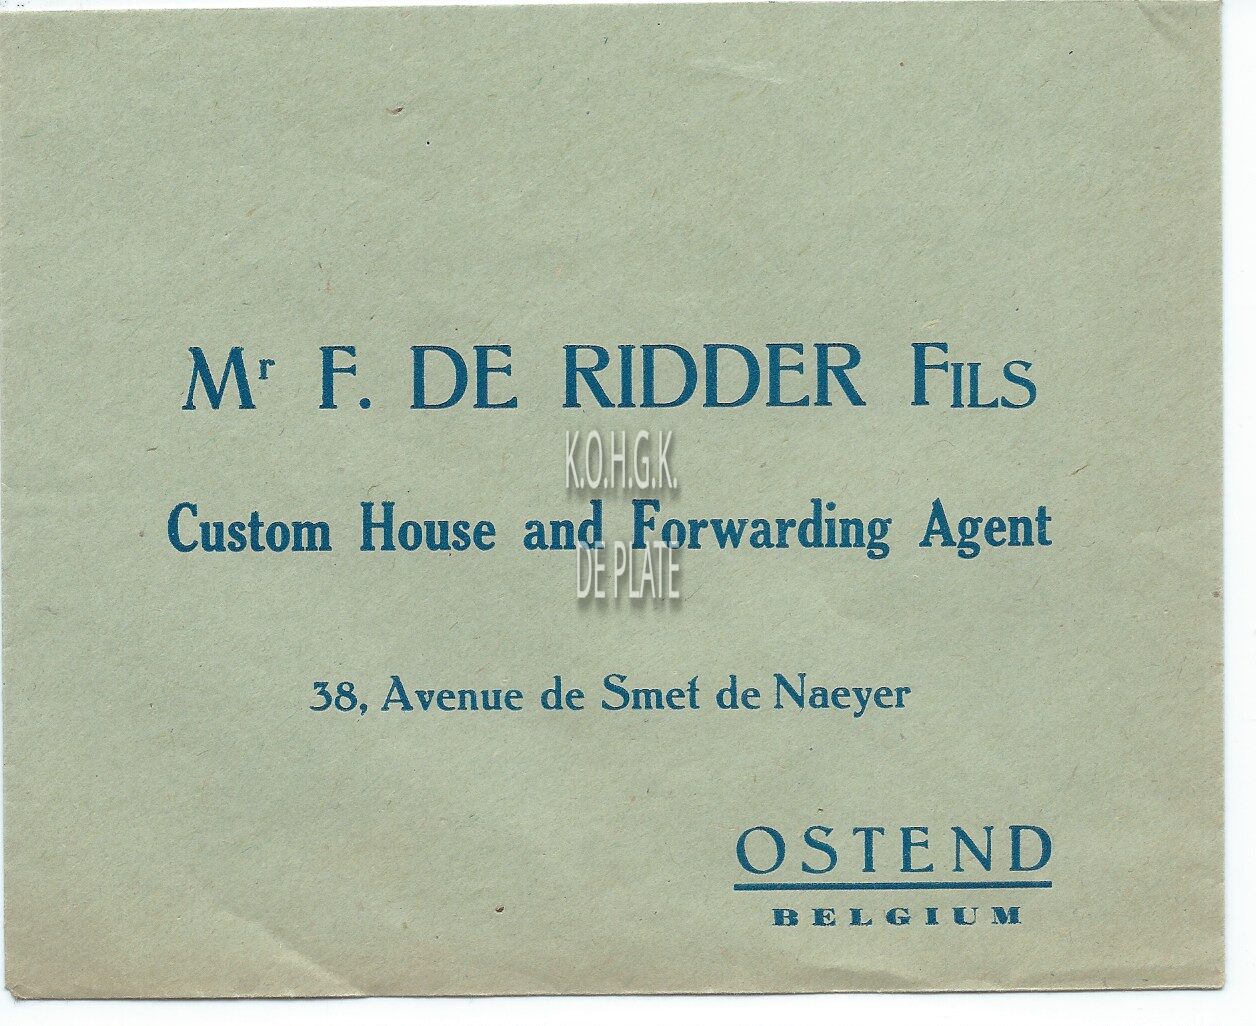 Mr F. DE RIDDER FILS
K.O.H.G.K.
Custom House and Forwarding Agent
DE PLATE
38, Avenue de Smet de Naeyer
OSTEND
BELGIUM